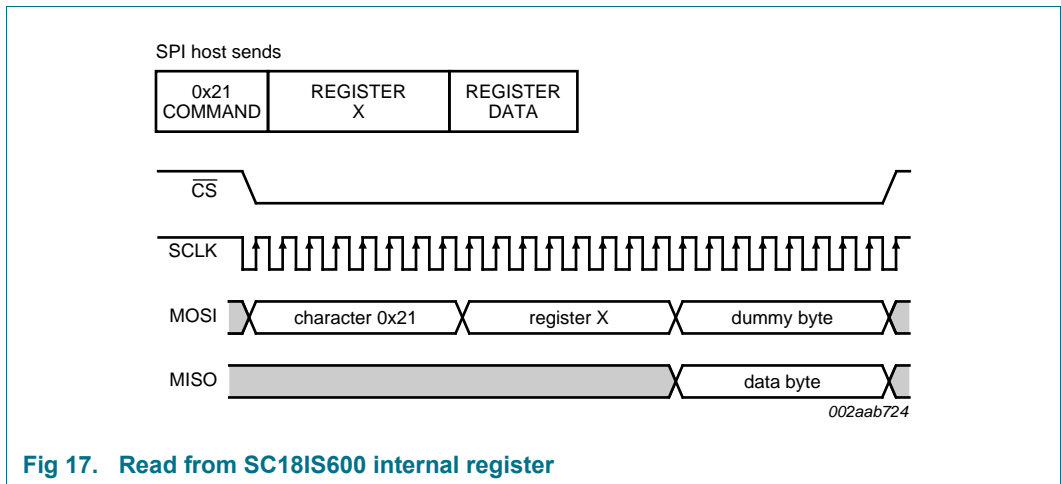 SPI host sends
0x21 COMMAND
REGISTER X
REGISTER DATA
CS
SCLK
MOSI
character 0x21
register X
dummy byte
MISO
data byte
002aab724
Fig 17. Read from SC18IS600 internal register